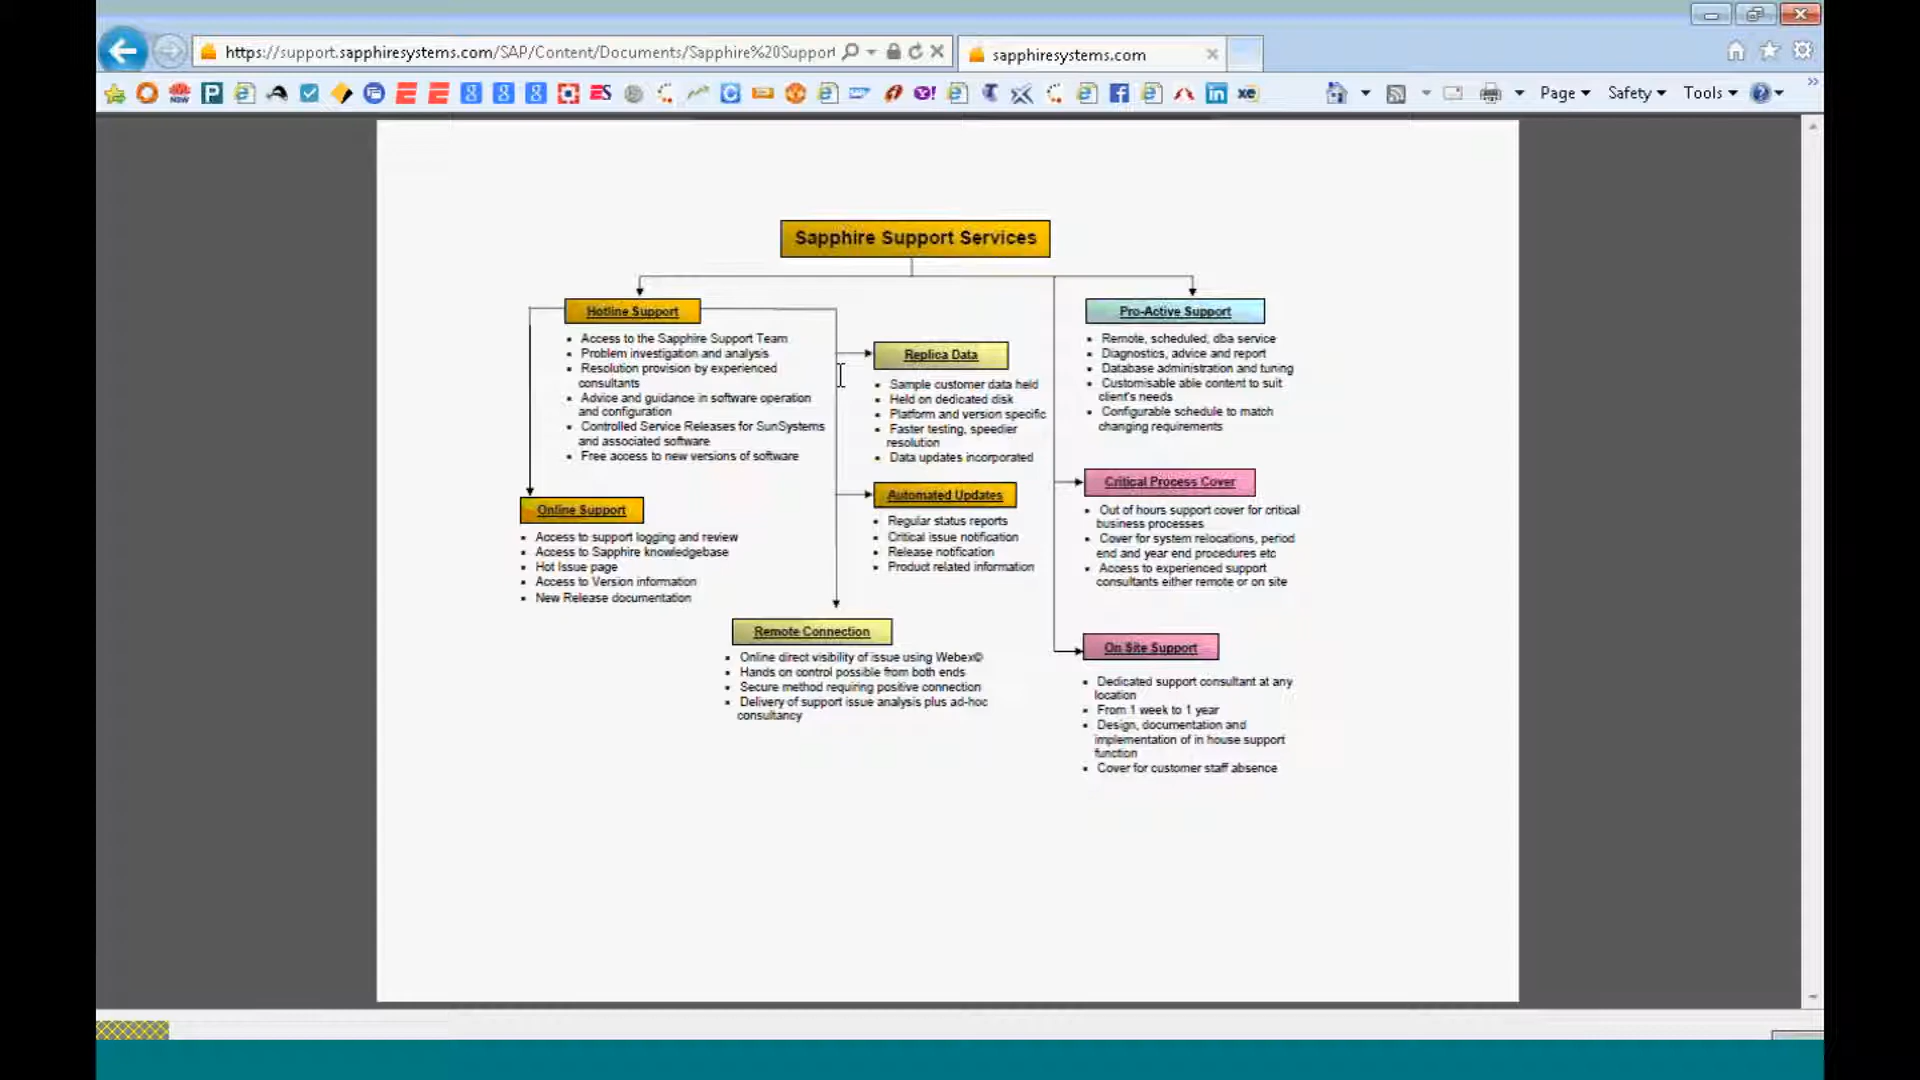 https://support.sapphiresystems.com/SAP/Content/Documents/Sapphire%20Support
sapphiresystems.com
Page
Safety
Tools
Sapphire Support Services
Hotline Support
Access to the Sapphire Support Team
Problem investigation and analysis
Resolution provision by experienced
consultants
Advice and guidance in software operation
and configuration
Controlled Service Releases for SunSystems
and associated software
Free access to new versions of software
Replica Data
Sample customer data held
Held on dedicated disk
Platform and version specific
Faster testing, speedier
resolution
Data updates incorporated
Pro-Active Support
Remote, scheduled, dba service
Diagnostics, advice and report
Database administration and tuning
Customisable able content to suit
client's needs
Configurable schedule to match
changing requirements
Online Support
Access to support logging and review
Access to Sapphire knowledgebase
Hot Issue page
Access to Version information
New Release documentation
Automated Updates
Regular status reports
Critical issue notification
Release notification
Product related information
Critical Process Cover
Out of hours support cover for critical
business processes
Cover for system relocations, period
end and year end procedures etc
Access to experienced support
consultants either remote or on site
Remote Connection
Online direct visibility of issue using Webex©
Hands on control possible from both ends
Secure method requiring positive connection
Delivery of support issue analysis plus ad-hoc
consultancy
On Site Support
Dedicated support consultant at any
location
From 1 week to 1 year
Design, documentation and
implementation of in house support
function
Cover for customer staff absence